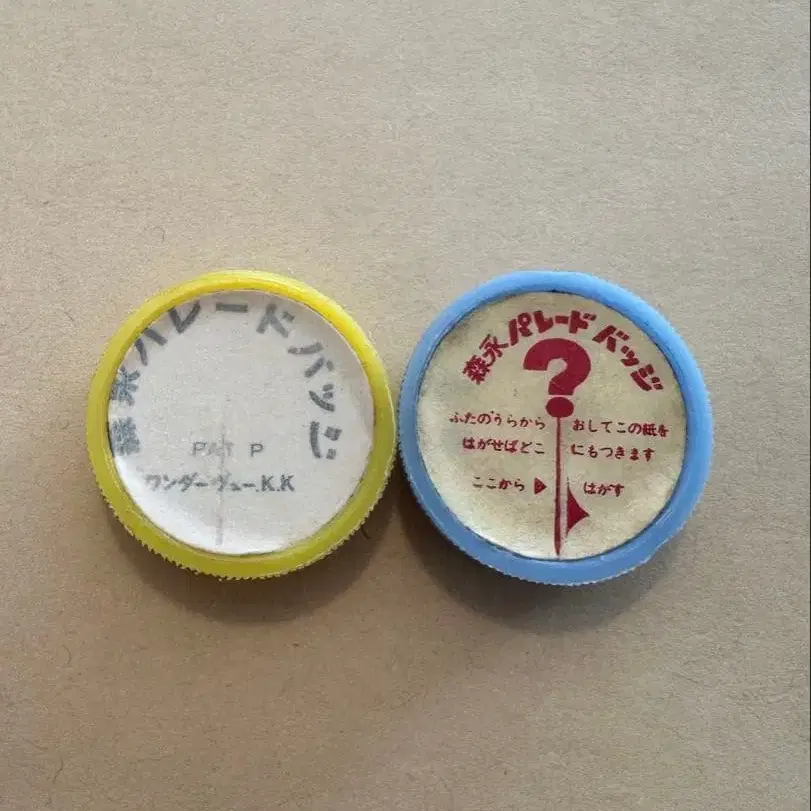 森永パレードバッジ
PAT P
ワンダーヴュー.K.K
森永パレードバッジ
?
ふたのうらから おしてこの紙を
はがせばどこ にもつきます
ここから はがす